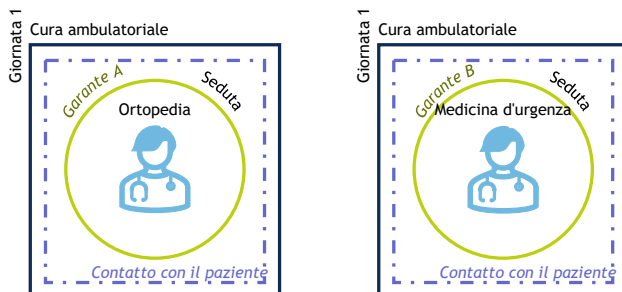 Giornata 1
Cura ambulatoriale
Garante A
Seduta
Ortopedia
Contatto con il paziente
Giornata 1
Cura ambulatoriale
Garante B
Seduta
Medicina d'urgenza
Contatto con il paziente